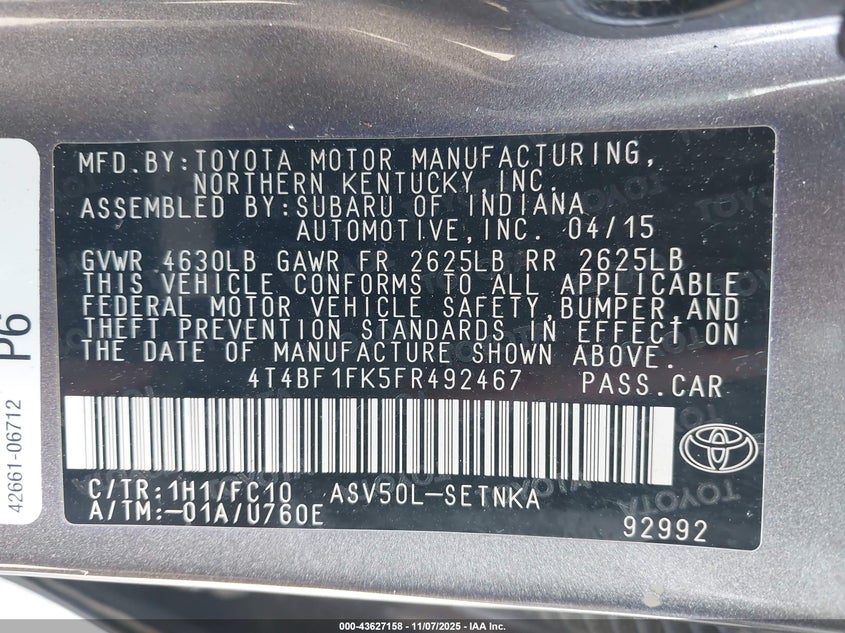 MFD.BY:TOYOTA MOTOR MANUFACTURING,
NORTHERN KENTUCKY,INC.
ASSEMBLED BY:SUBARU OF INDIANA
AUTOMOTIVE,INC. 04/15
GVWR 4630LB GAWR FR 2625LB RR 2625LB
THIS VEHICLE CONFORMS TO ALL APPLICABLE
FEDERAL MOTOR VEHICLE SAFETY,BUMPER,AND
THEFT PREVENTION STANDARDS IN EFFECT ON
THE DATE OF MANUFACTURE SHOWN ABOVE.
4T4BF1FK5FR492467 PASS.CAR
C/TR:1H1/FC10 ASV50L-SETNKA
A/TM:-01A/U760E
92992
P6
42661-06712
000-43627158 - 11/07/2025 - IAA Inc.